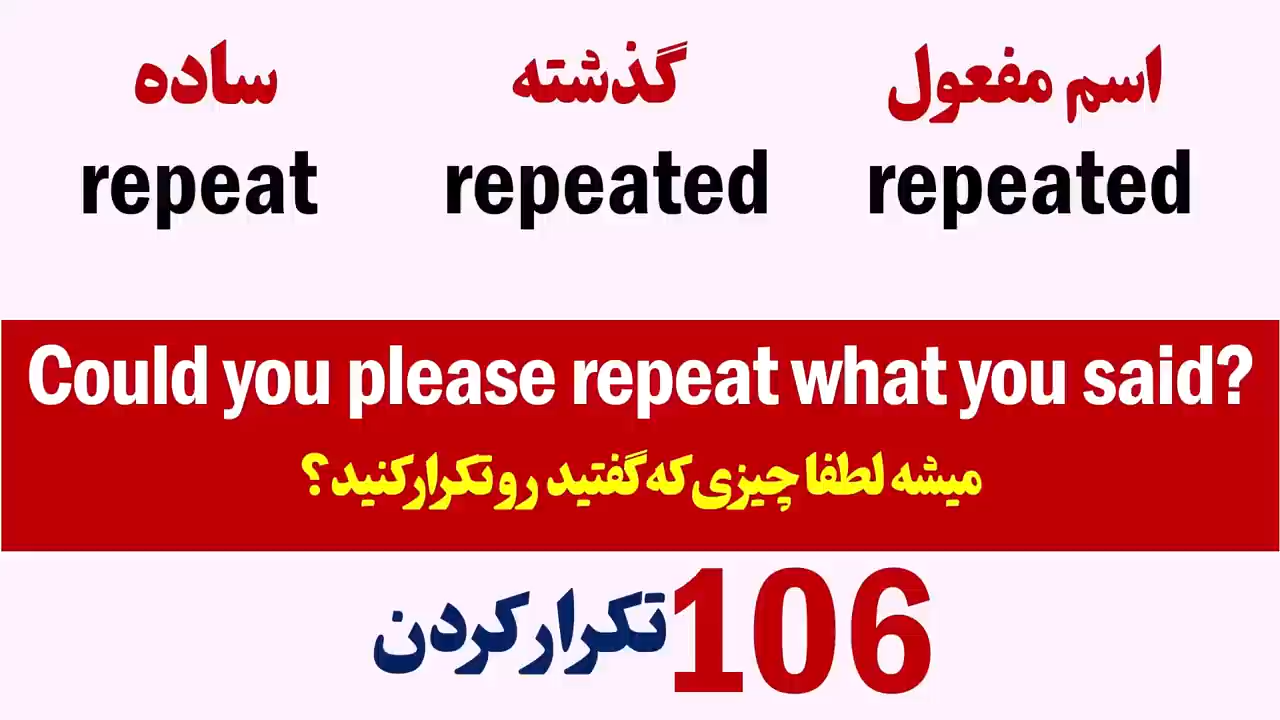 ساده گذشته اسم مفعول
repeat repeated repeated
Could you please repeat what you said?
میشه لطفا چیزی که گفتید رو تکرار کنید ؟
106 تکرار کردن